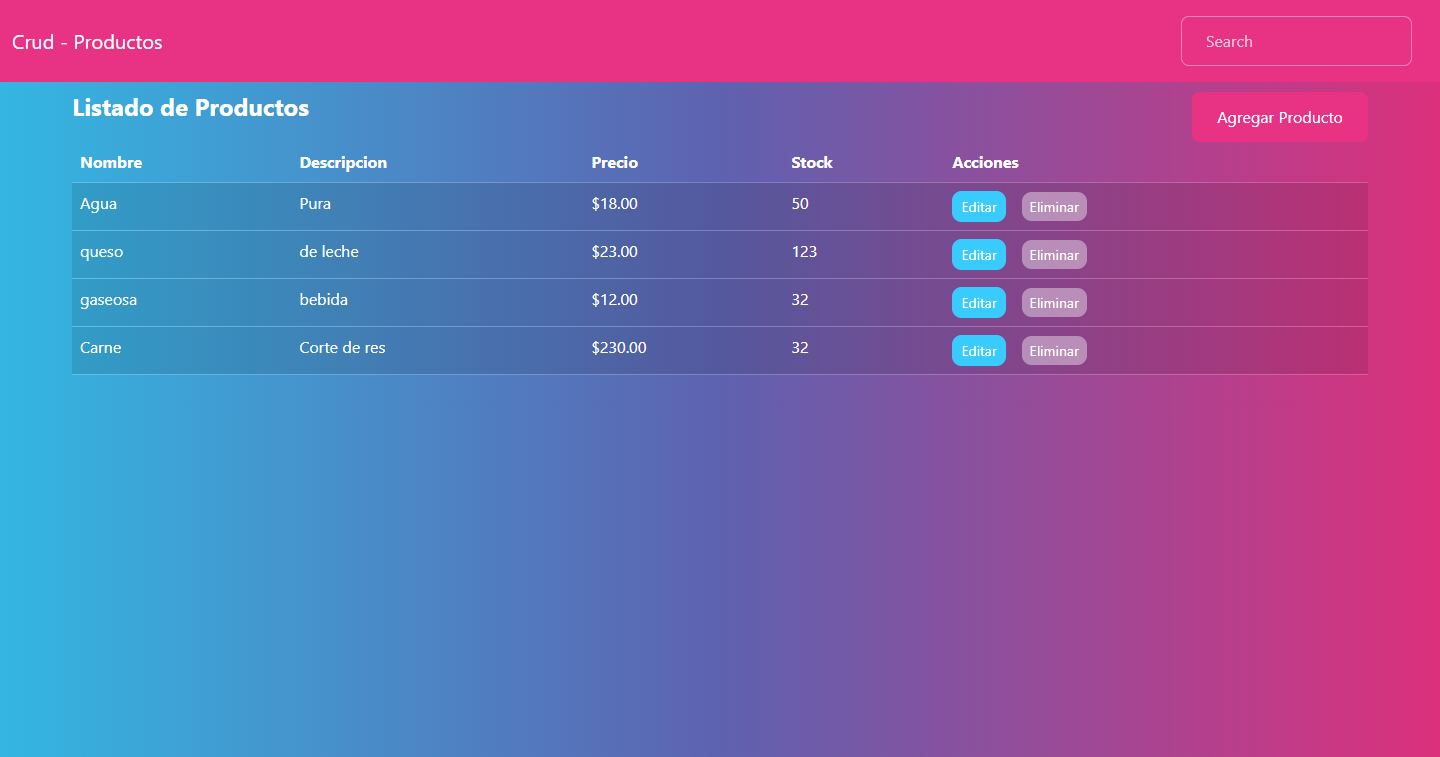 Crud - Productos Search
Listado de Productos Agregar Producto
Nombre Descripcion Precio Stock Acciones
Agua Pura $18.00 50 Editar Eliminar
queso de leche $23.00 123 Editar Eliminar
gaseosa bebida $12.00 32 Editar Eliminar
Carne Corte de res $230.00 32 Editar Eliminar